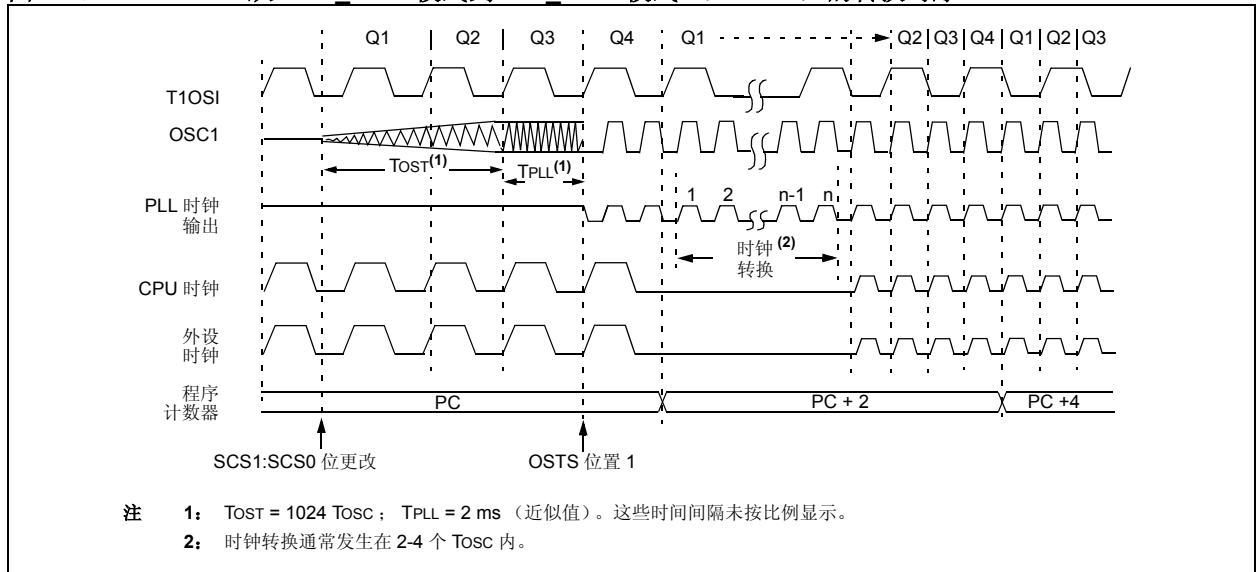 Q1 Q2 Q3 Q4 Q1 Q2 Q3 Q4 Q1 Q2 Q3
T1OSI
OSC1
TOST(1)
TPLL(1)
PLL 时钟
输出
1 2 n-1 n
时钟 (2)
转换
CPU 时钟
外设
时钟
程序
计数器
PC PC + 2 PC +4
SCS1:SCS0 位更改
OSTS 位置 1
注 1： TOST = 1024 TOSC； TPLL = 2 ms （近似值）。这些时间间隔未按比例显示。
2： 时钟转换通常发生在 2-4 个 TOSC 内。